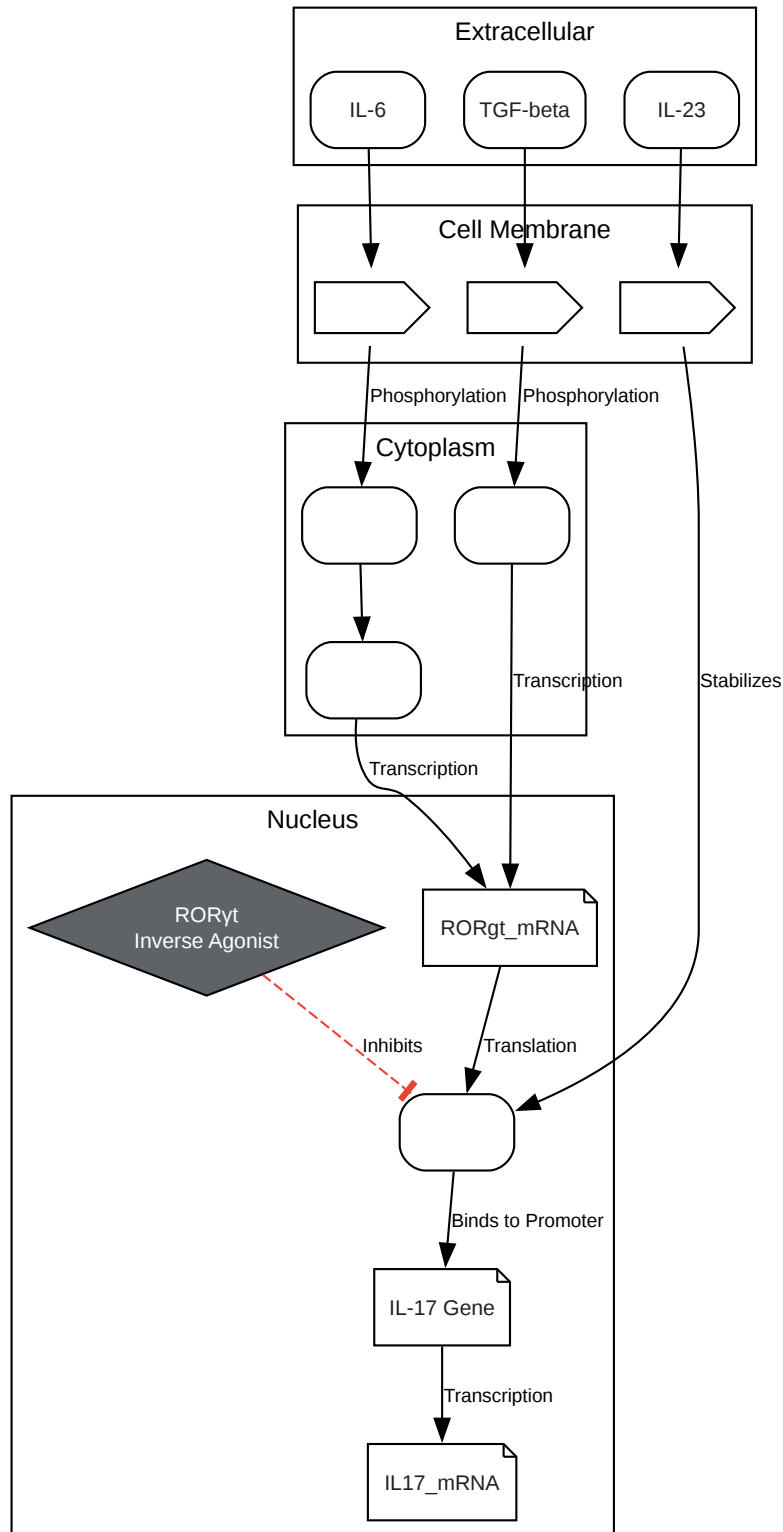 Extracellular
IL-6
TGF-beta
IL-23
Cell Membrane
Phosphorylation
Phosphorylation
Cytoplasm
Transcription
Stabilizes
Transcription
Nucleus
RORγt
Inverse Agonist
RORgt_mRNA
Inhibits
Translation
Binds to Promoter
IL-17 Gene
Transcription
IL17_mRNA